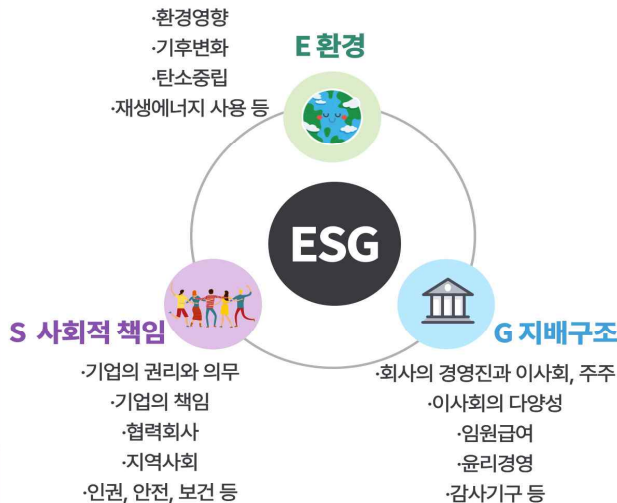 ·환경영향
·기후변화
·탄소중립
·재생에너지 사용 등
E 환경
ESG
S 사회적 책임
·기업의 권리와 의무
·기업의 책임
·협력회사
·지역사회
·인권, 안전, 보건 등
G 지배구조
·회사의 경영진과 이사회, 주주
·이사회의 다양성
·임원급여
·윤리경영
·감사기구 등